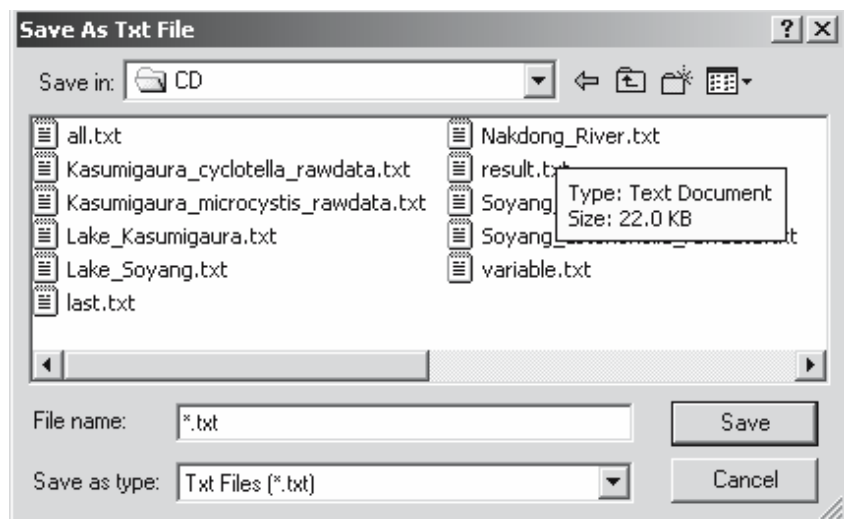 Save As Txt File
Save in: CD
all.txt
Kasumigaura_cyclotella_rawdata.txt
Kasumigaura_microcystis_rawdata.txt
Lake_Kasumigaura.txt
Lake_Soyang.txt
last.txt
Nakdong_River.txt
result.txt
Soyang_
Soyang_
variable.txt
Type: Text Document
Size: 22.0 KB
File name: *.txt
Save
Save as type: Txt Files (*.txt)
Cancel